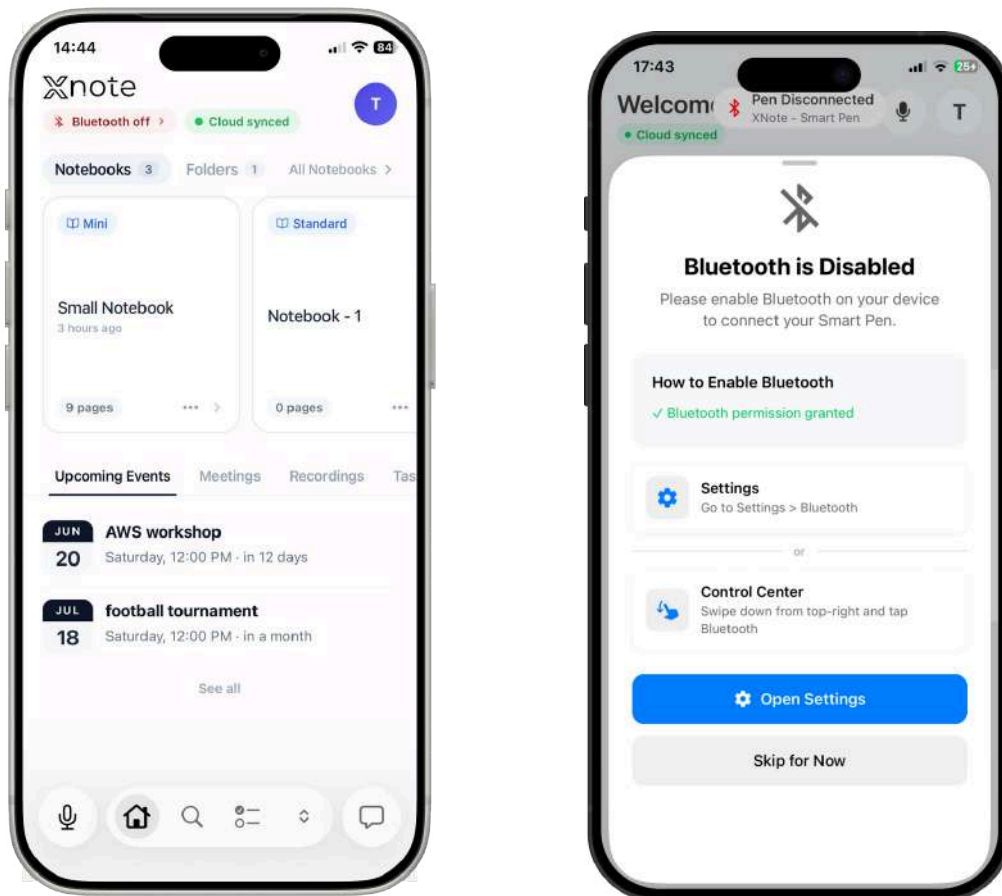 14:44
84
Xnote
T
Bluetooth off >
Cloud synced
Notebooks 3
Folders 1
All Notebooks >
Mini
Standard
Small Notebook
3 hours ago
Notebook - 1
9 pages
0 pages
Upcoming Events
Meetings
Recordings
Tas
JUN
20
AWS workshop
Saturday, 12:00 PM · in 12 days
JUL
18
football tournament
Saturday, 12:00 PM · in a month
See all
17:43
25
Welcom
Pen Disconnected
XNote - Smart Pen
T
Cloud synced
Bluetooth is Disabled
Please enable Bluetooth on your device
to connect your Smart Pen.
How to Enable Bluetooth
✓ Bluetooth permission granted
Settings
Go to Settings > Bluetooth
or
Control Center
Swipe down from top-right and tap
Bluetooth
Open Settings
Skip for Now